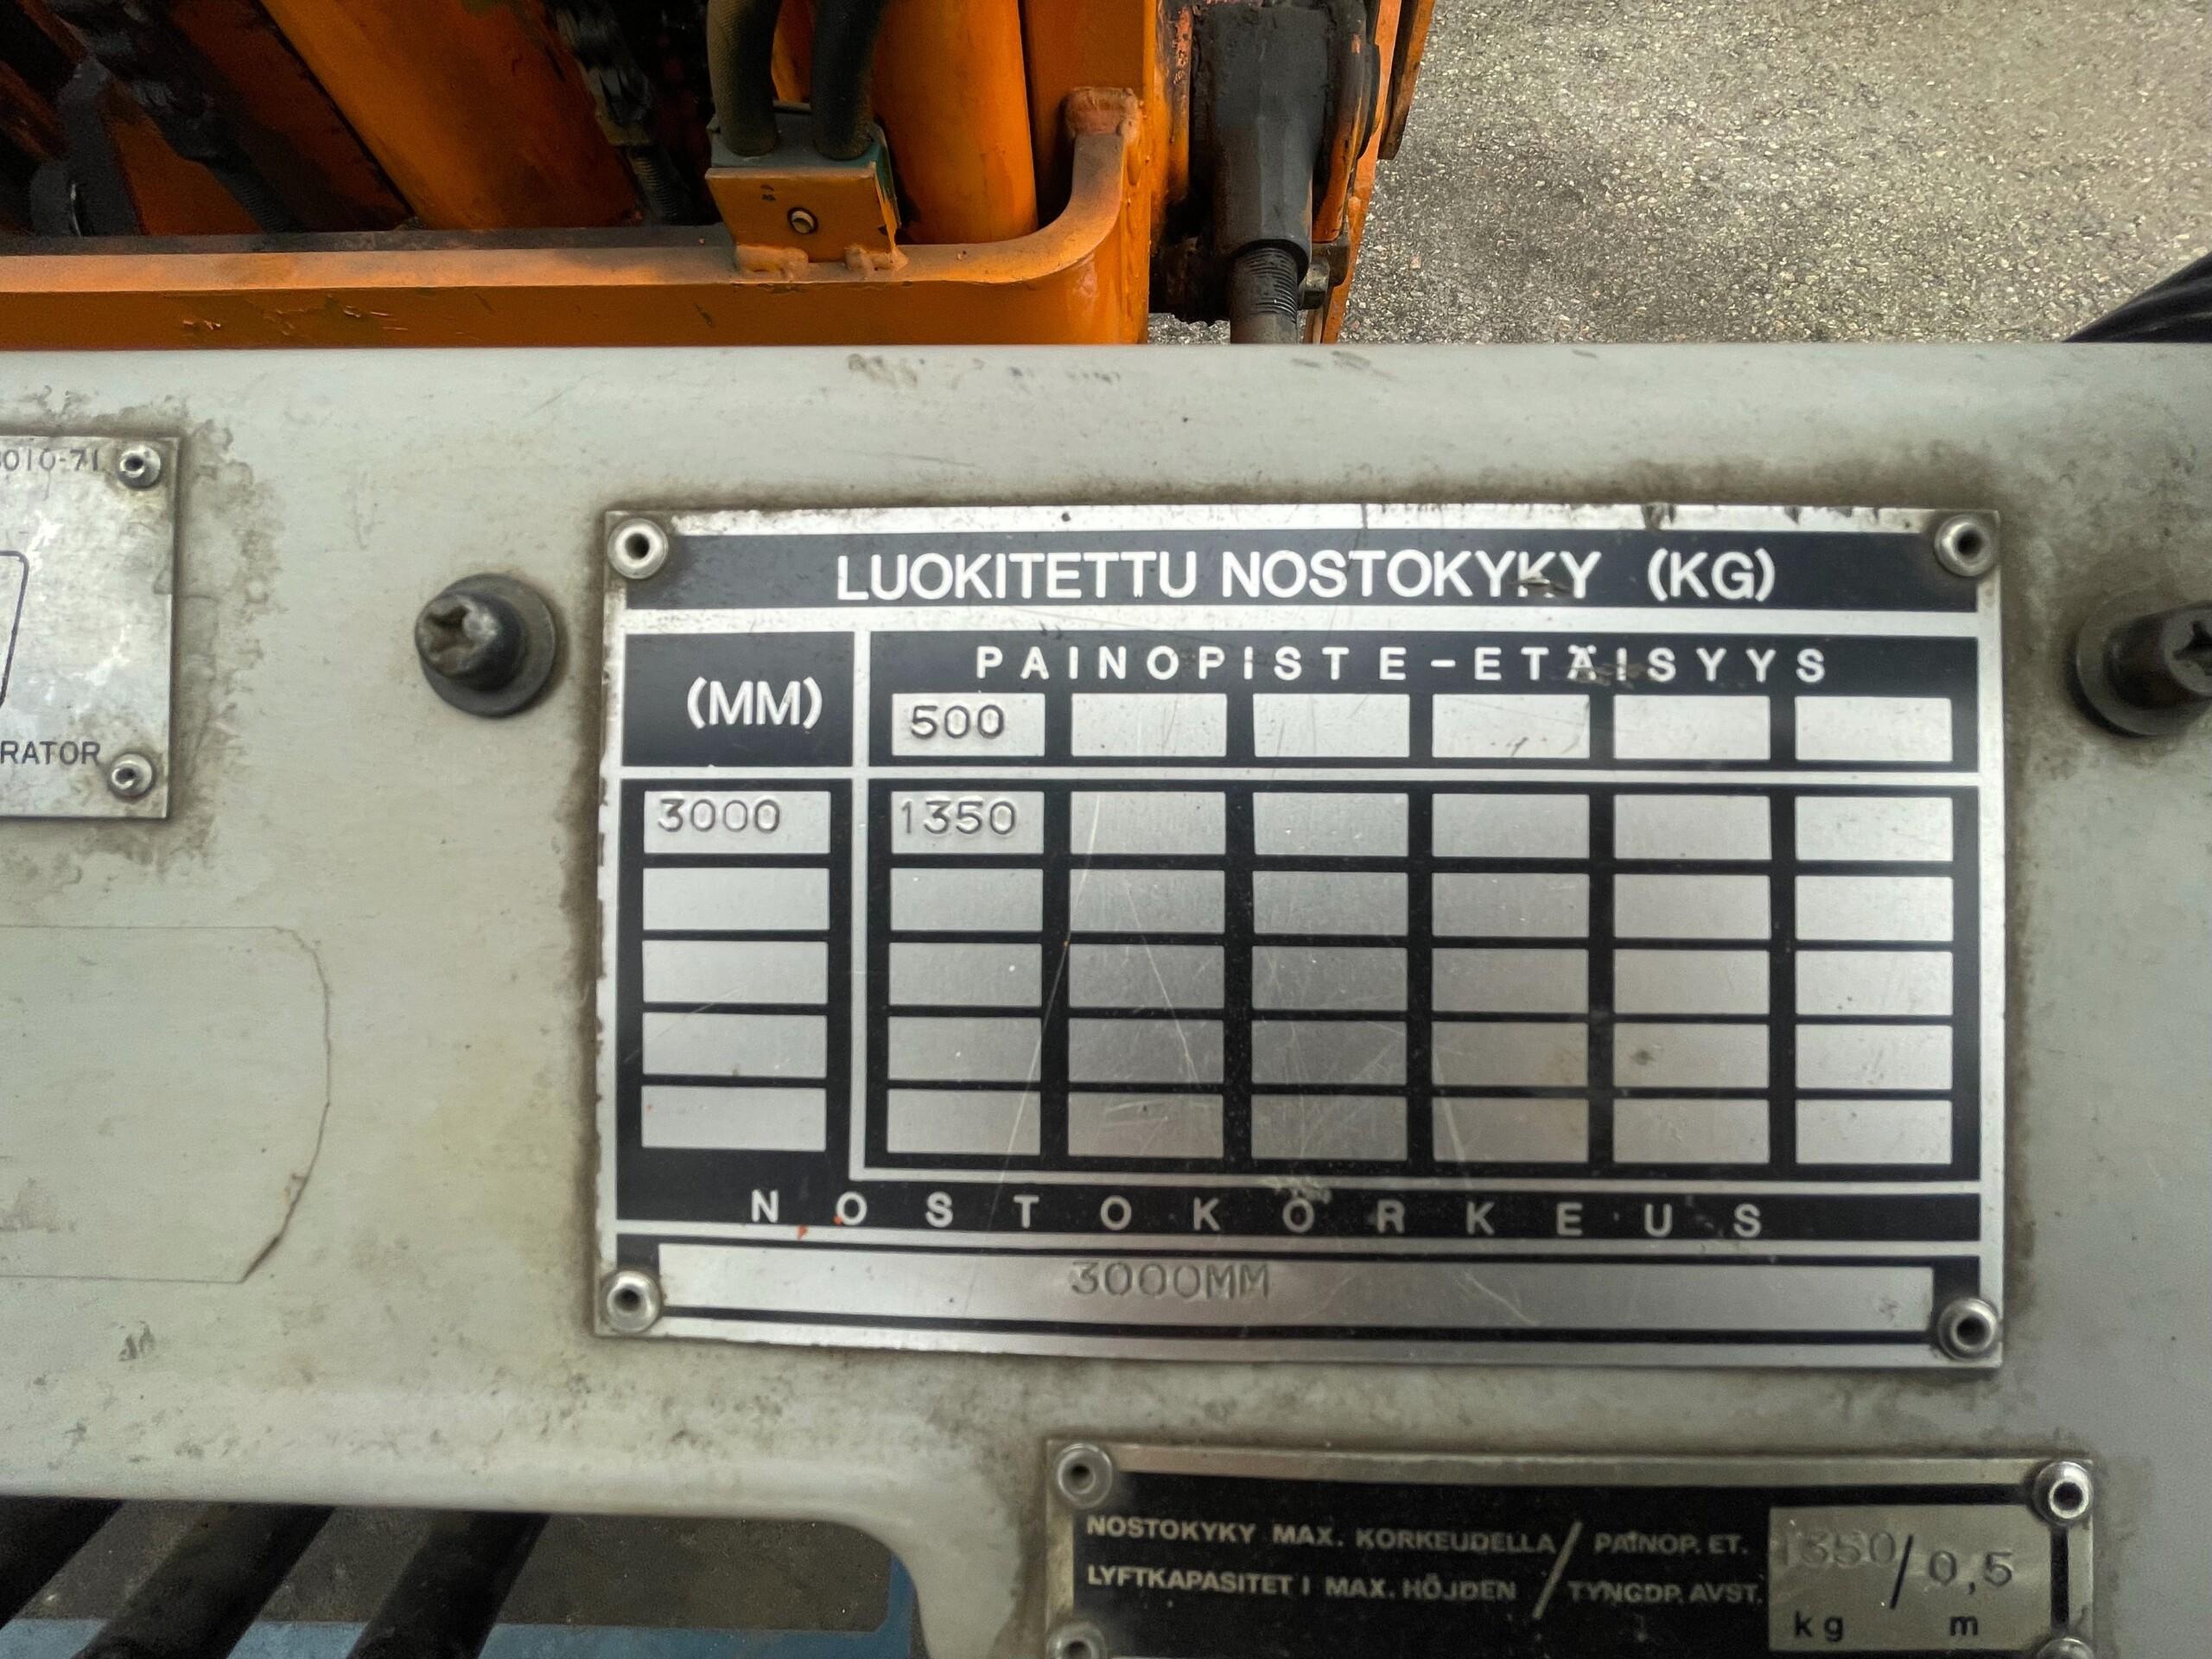 010-71
RATOR
LUOKITETTU NOSTOKYKY (KG)
(MM)
PAINOPISTE-ETÄISYYS
500
3000 1350
NOSTOKORKEUS
3000MM
NOSTOKYKY MAX. KORKEUDELLA / PAINOP. ET. 1350 / 0,5
LYFTKAPASITET I MAX. HÖJDEN / TYNGDP. AVST.
kg m